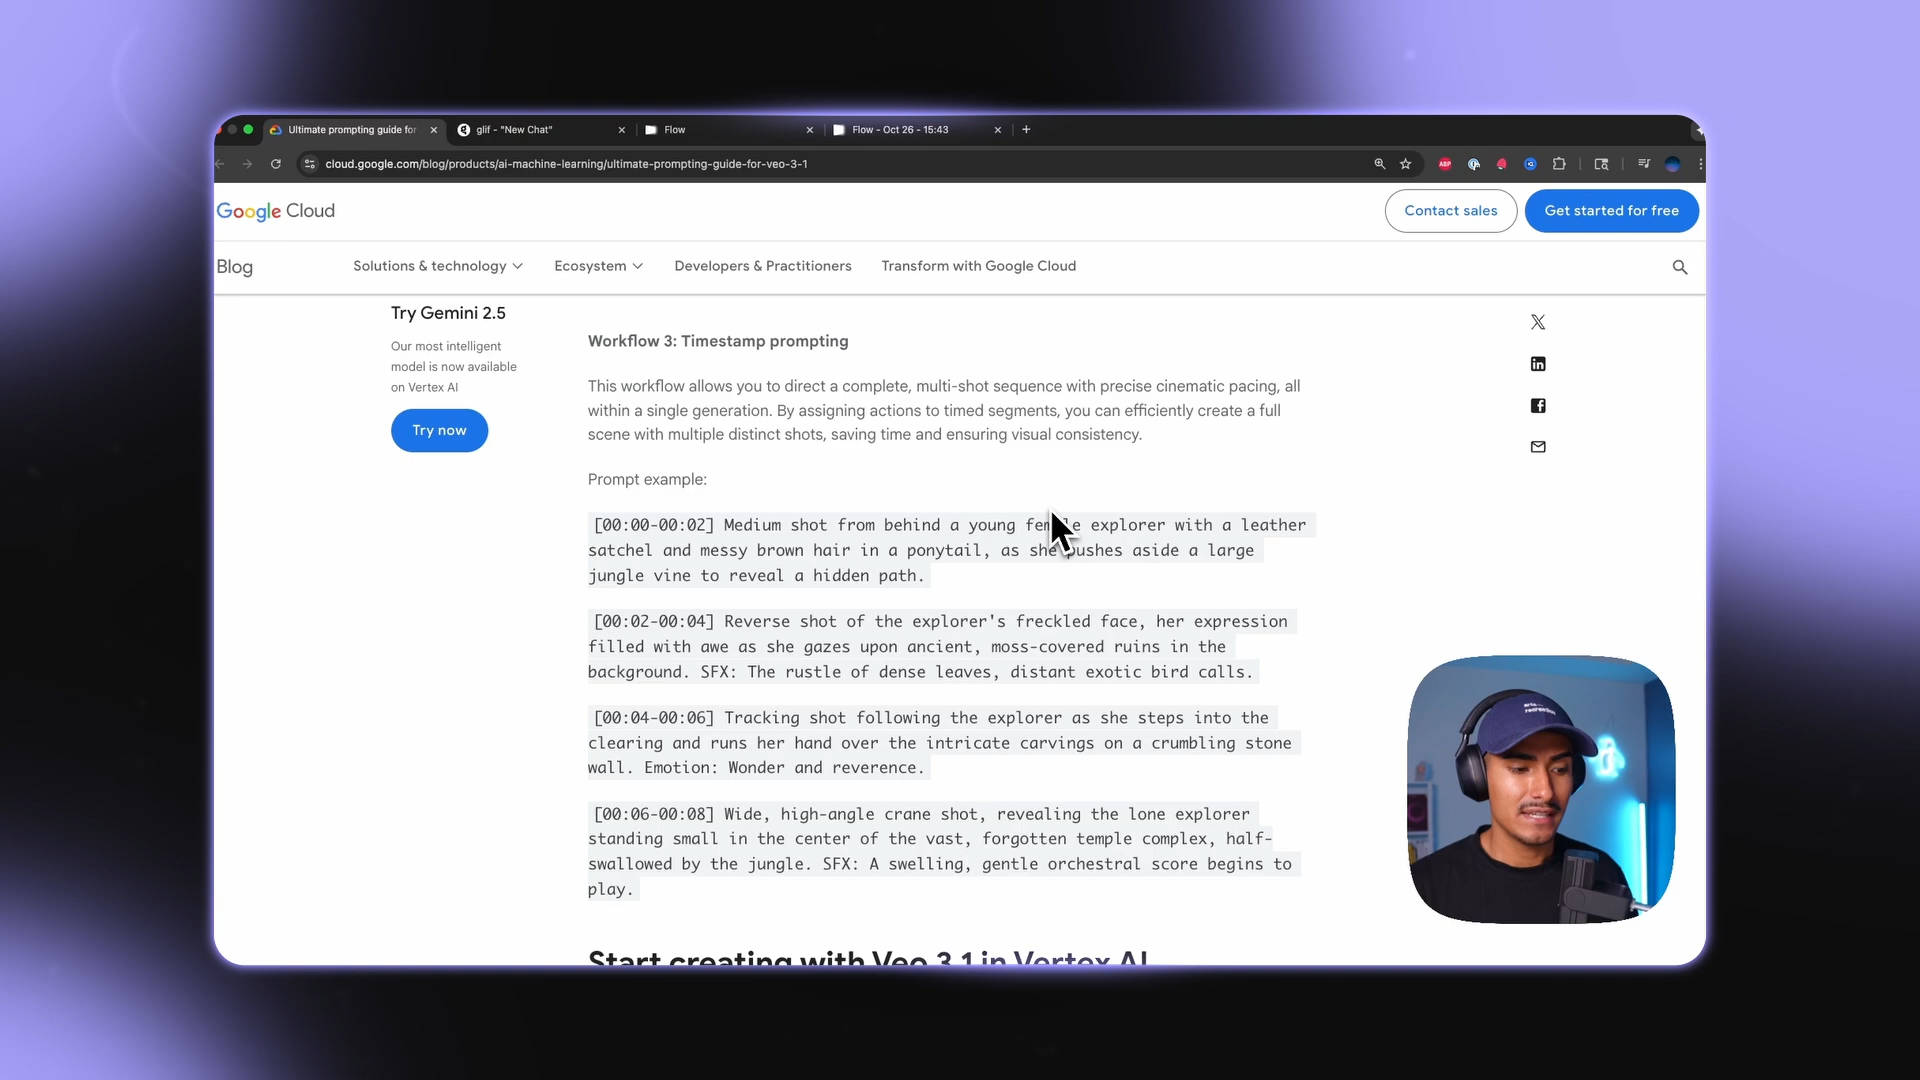 Ultimate prompting guide for
glif - "New Chat"
Flow
Flow - Oct 26 - 15:43
cloud.google.com/blog/products/ai-machine-learning/ultimate-prompting-guide-for-veo-3-1
ABP
Google Cloud
Contact sales
Get started for free
Blog
Solutions & technology
Ecosystem
Developers & Practitioners
Transform with Google Cloud
Try Gemini 2.5
Our most intelligent
model is now available
on Vertex AI
Try now
Workflow 3: Timestamp prompting
This workflow allows you to direct a complete, multi-shot sequence with precise cinematic pacing, all
within a single generation. By assigning actions to timed segments, you can efficiently create a full
scene with multiple distinct shots, saving time and ensuring visual consistency.
Prompt example:
[00:00-00:02] Medium shot from behind a young female explorer with a leather
satchel and messy brown hair in a ponytail, as she pushes aside a large
jungle vine to reveal a hidden path.
[00:02-00:04] Reverse shot of the explorer's freckled face, her expression
filled with awe as she gazes upon ancient, moss-covered ruins in the
background. SFX: The rustle of dense leaves, distant exotic bird calls.
[00:04-00:06] Tracking shot following the explorer as she steps into the
clearing and runs her hand over the intricate carvings on a crumbling stone
wall. Emotion: Wonder and reverence.
[00:06-00:08] Wide, high-angle crane shot, revealing the lone explorer
standing small in the center of the vast, forgotten temple complex, half-
swallowed by the jungle. SFX: A swelling, gentle orchestral score begins to
play.
Start creating with Veo 3.1 in Vertex AI